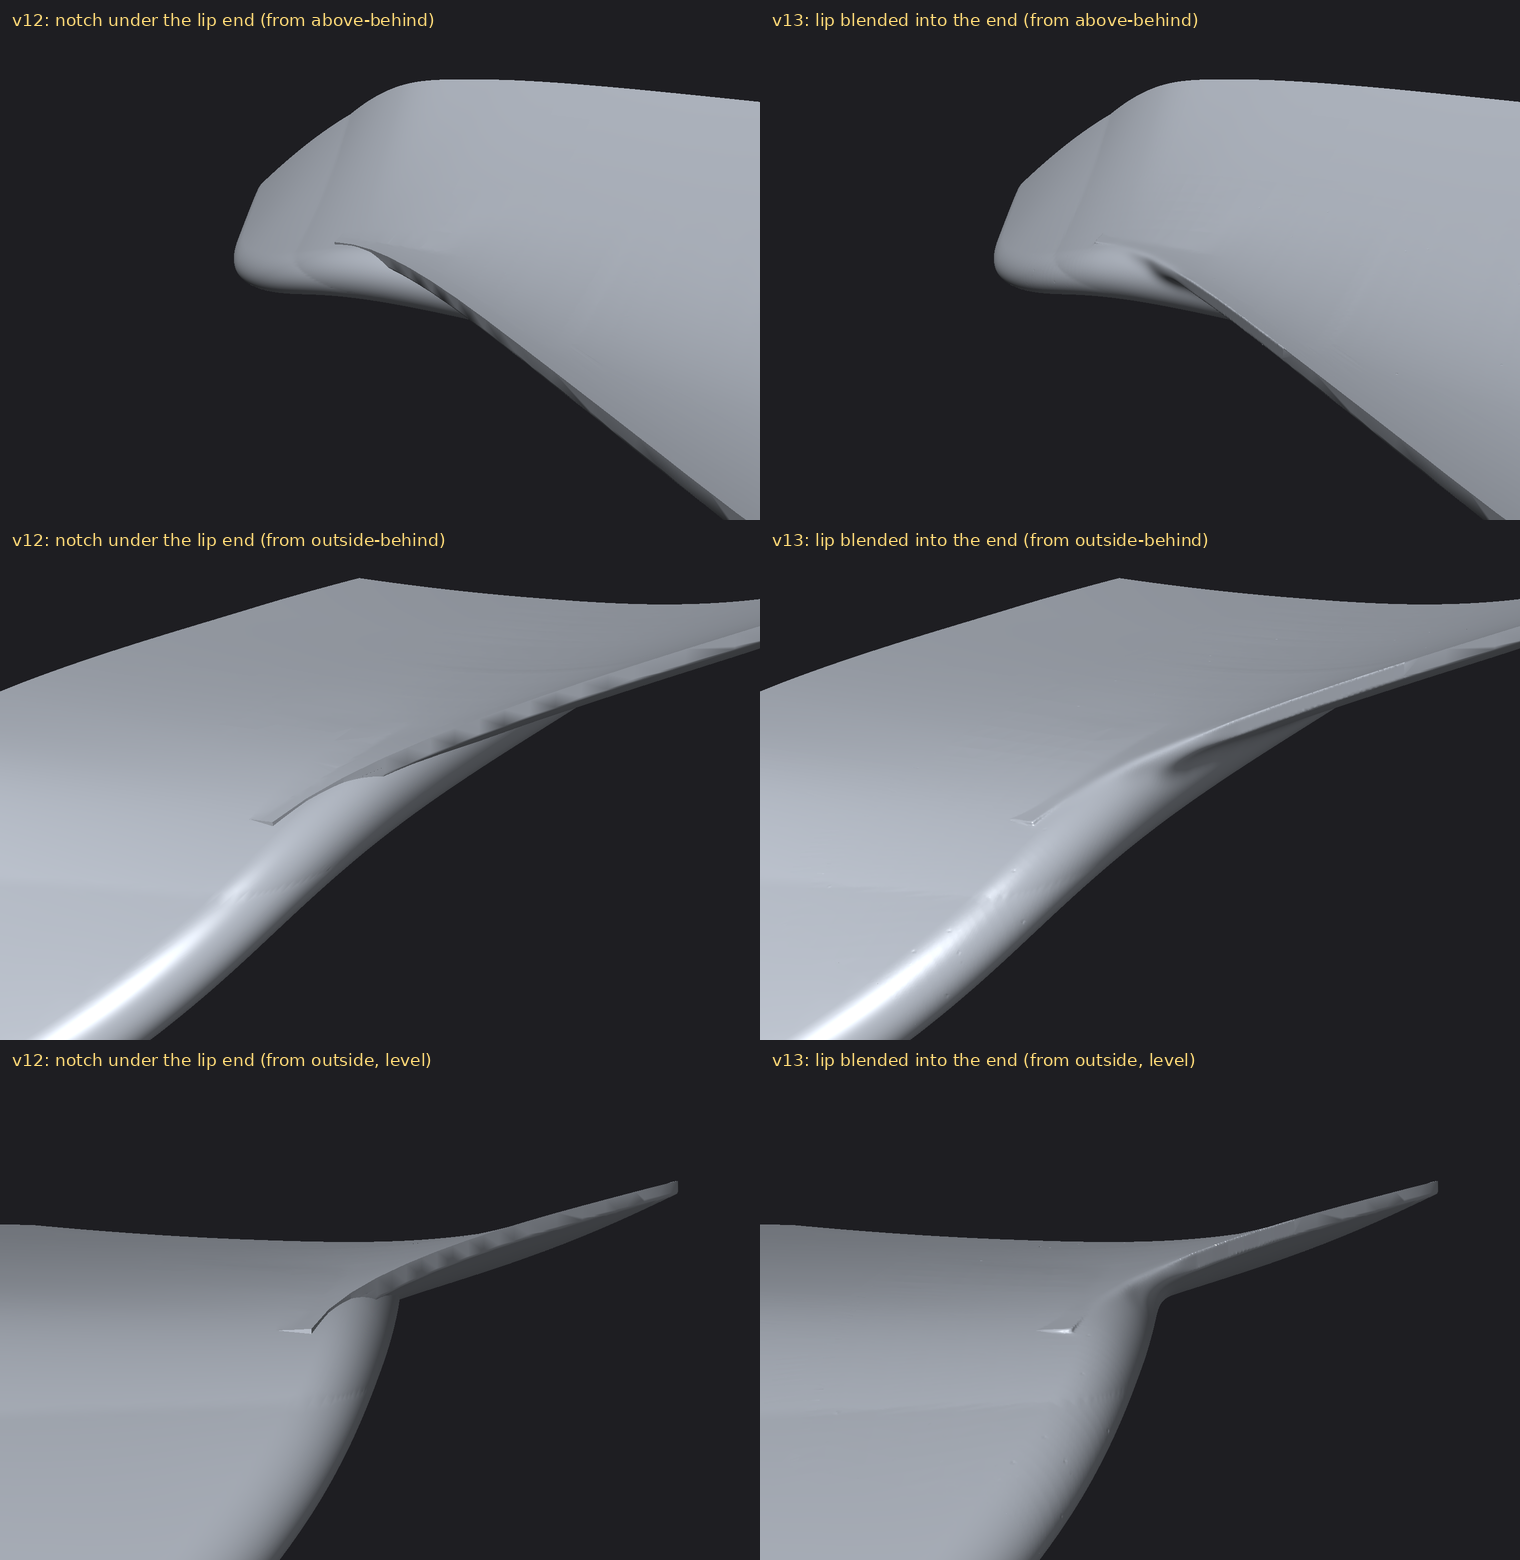 v12: notch under the lip end (from above-behind)
v13: lip blended into the end (from above-behind)
v12: notch under the lip end (from outside-behind)
v13: lip blended into the end (from outside-behind)
v12: notch under the lip end (from outside, level)
v13: lip blended into the end (from outside, level)